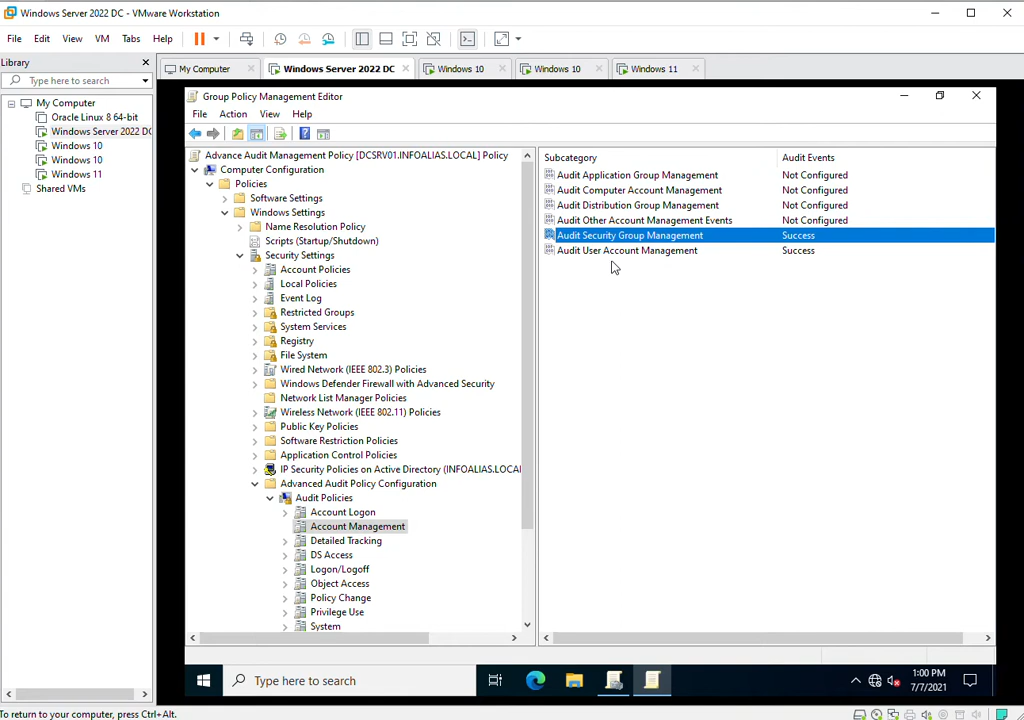 Windows Server 2022 DC - VMware Workstation
File Edit View VM Tabs Help
Library
Type here to search
My Computer
Oracle Linux 8 64-bit
Windows Server 2022 DC
Windows 10
Windows 10
Windows 11
Shared VMs
My Computer
Windows Server 2022 DC
Windows 10
Windows 10
Windows 11
Group Policy Management Editor
File Action View Help
Advance Audit Management Policy [DCSRV01.INFOALIAS.LOCAL] Policy
Computer Configuration
Policies
Software Settings
Windows Settings
Name Resolution Policy
Scripts (Startup/Shutdown)
Security Settings
Account Policies
Local Policies
Event Log
Restricted Groups
System Services
Registry
File System
Wired Network (IEEE 802.3) Policies
Windows Defender Firewall with Advanced Security
Network List Manager Policies
Wireless Network (IEEE 802.11) Policies
Public Key Policies
Software Restriction Policies
Application Control Policies
IP Security Policies on Active Directory (INFOALIAS.LOCAL
Advanced Audit Policy Configuration
Audit Policies
Account Logon
Account Management
Detailed Tracking
DS Access
Logon/Logoff
Object Access
Policy Change
Privilege Use
System
Subcategory Audit Events
Audit Application Group Management Not Configured
Audit Computer Account Management Not Configured
Audit Distribution Group Management Not Configured
Audit Other Account Management Events Not Configured
Audit Security Group Management Success
Audit User Account Management Success
Type here to search
1:00 PM
7/7/2021
To return to your computer, press Ctrl+Alt.